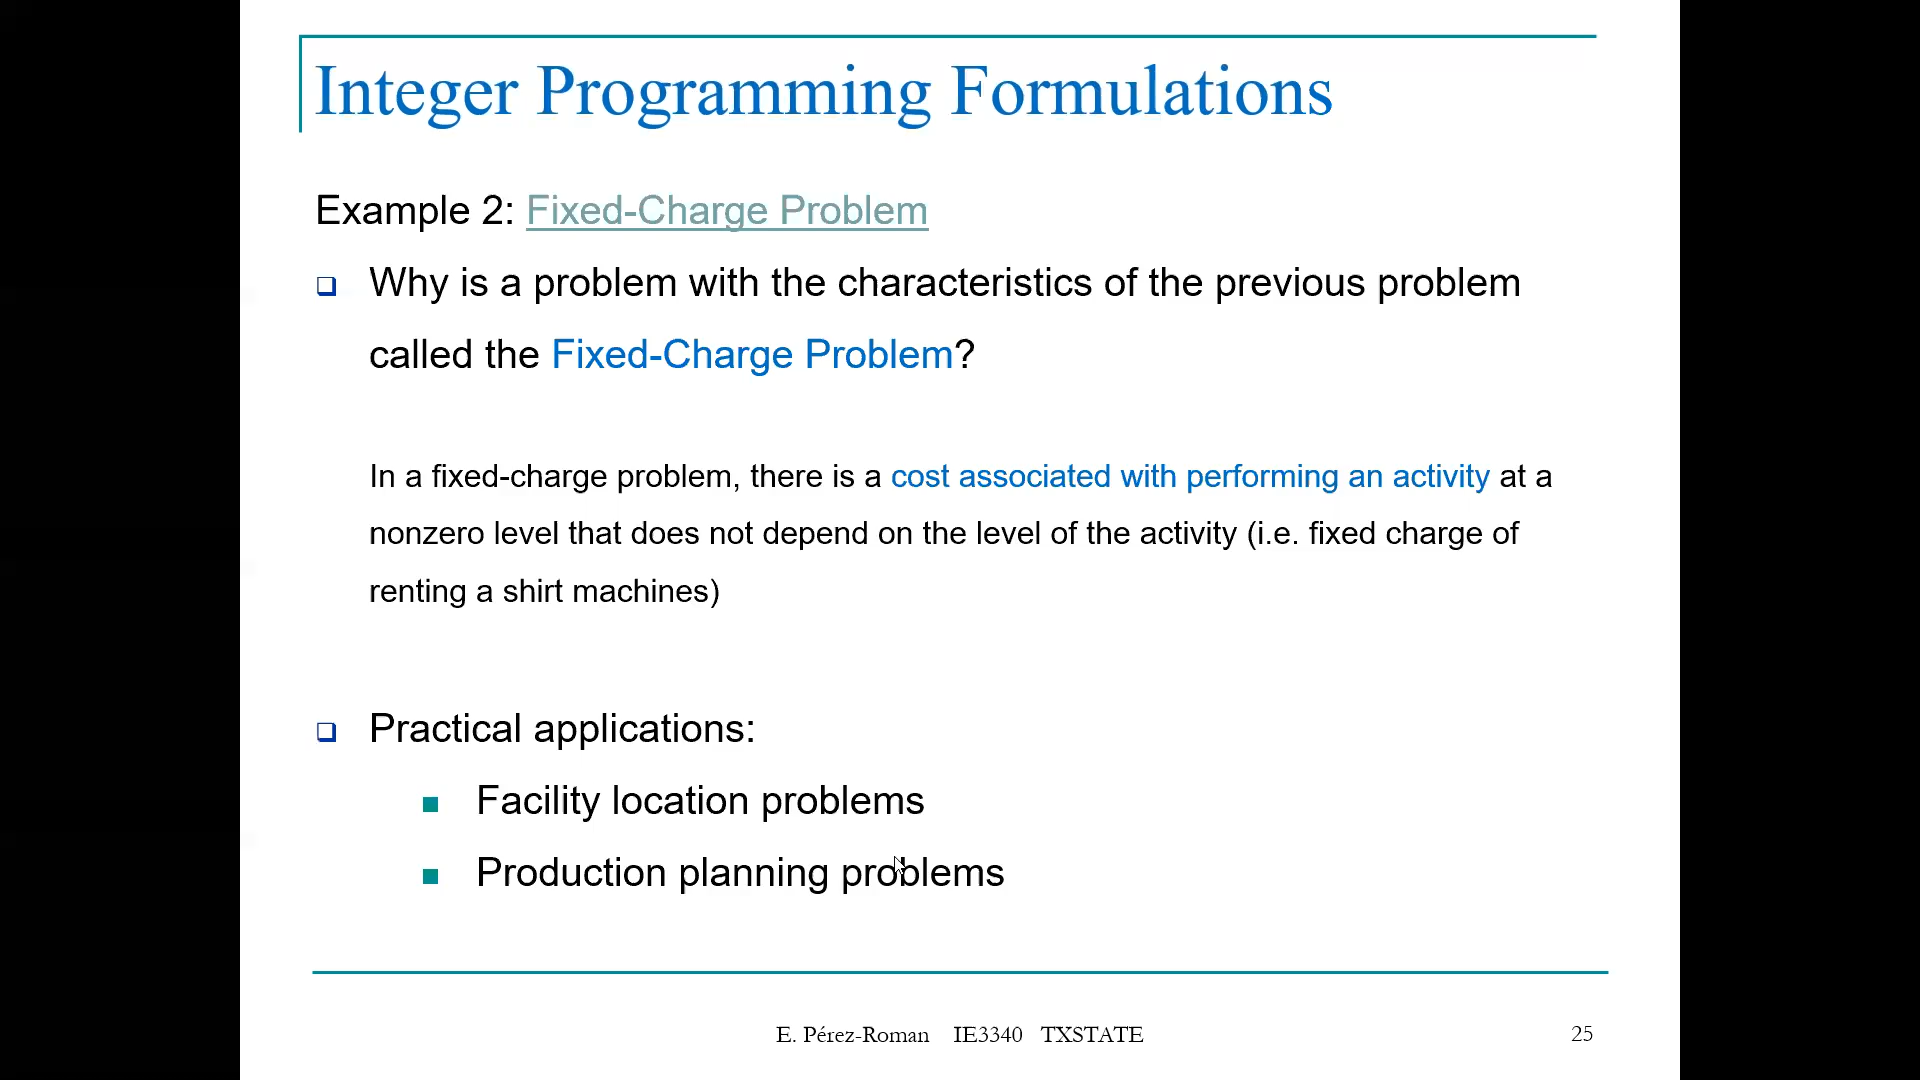 Integer Programming Formulations
Example 2: Fixed-Charge Problem
Why is a problem with the characteristics of the previous problem
called the Fixed-Charge Problem?
In a fixed-charge problem, there is a cost associated with performing an activity at a
nonzero level that does not depend on the level of the activity (i.e. fixed charge of
renting a shirt machines)
Practical applications:
Facility location problems
Production planning problems
E. Pérez-Roman IE3340 TXSTATE
25